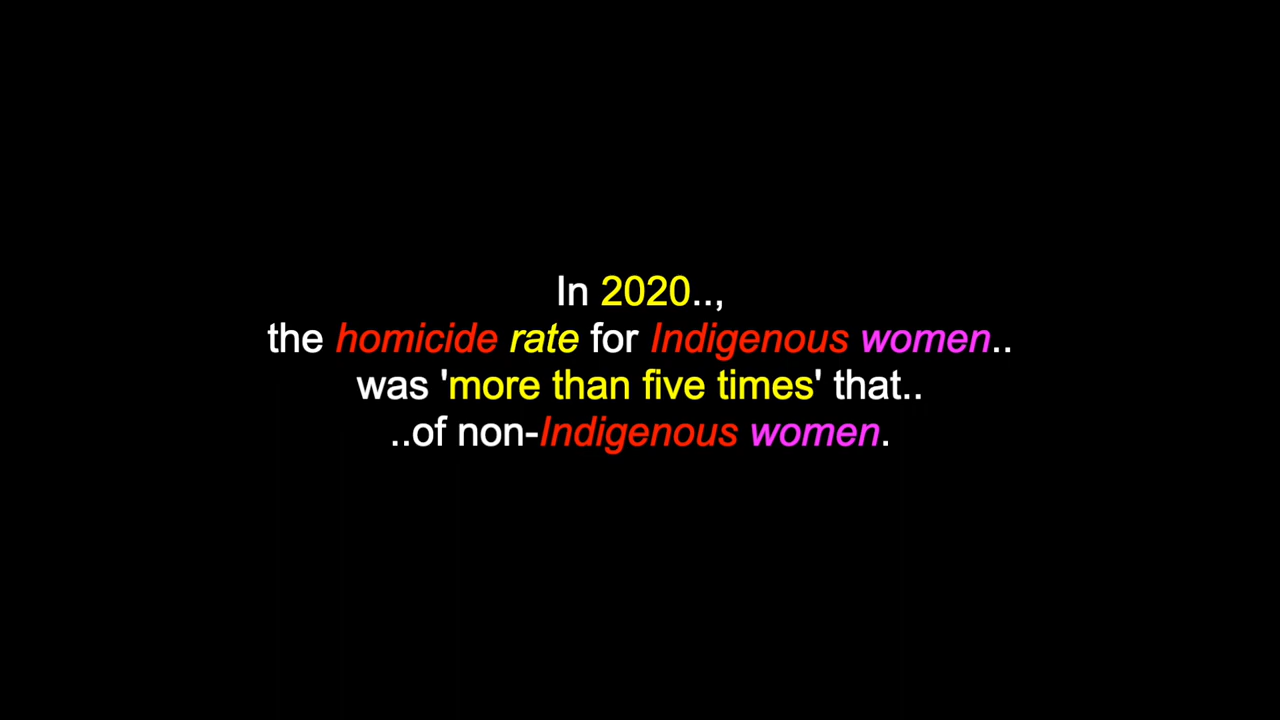 In 2020..,
the homicide rate for Indigenous women..
was 'more than five times' that..
..of non-Indigenous women.